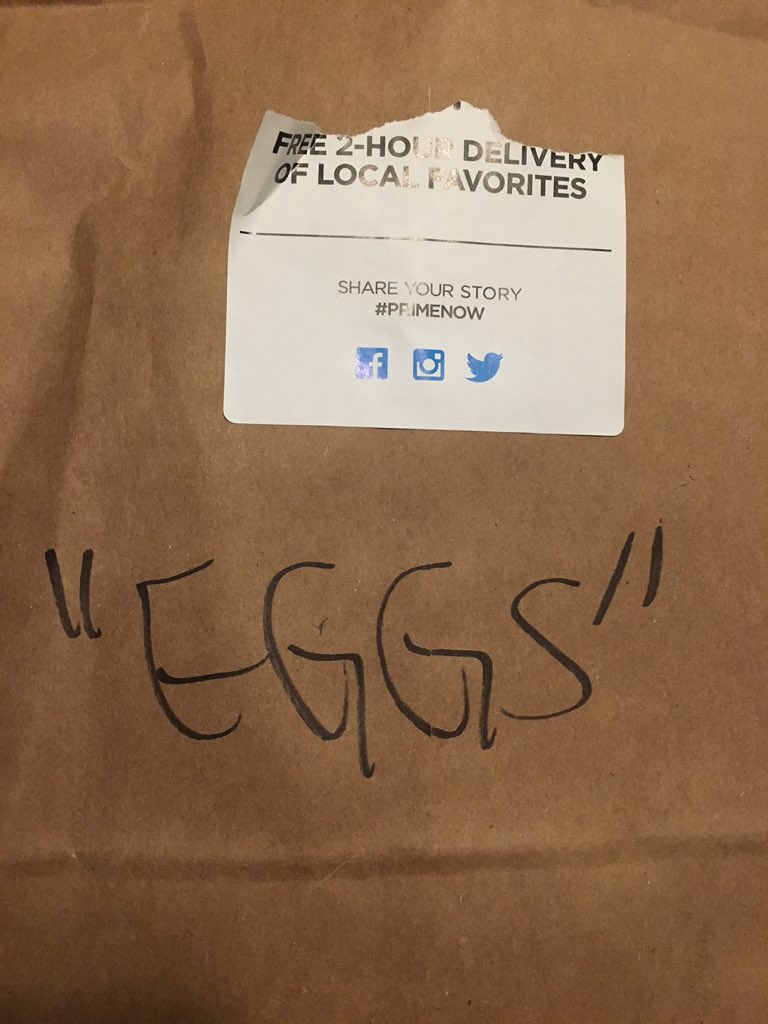 FREE 2-HOUR DELIVERY
OF LOCAL FAVORITES
SHARE YOUR STORY
#PRIMENOW
"EGGS"